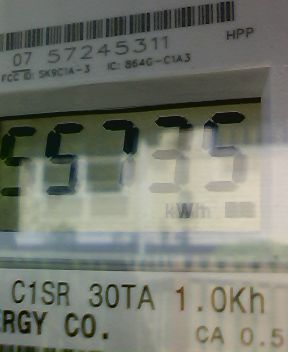 07 57245311
HPP
FCC ID: SK9C1A-3 IC: 864G-C1A3
55735
kWh
C1SR 30TA 1.0Kh
RGY CO.
CA 0.5